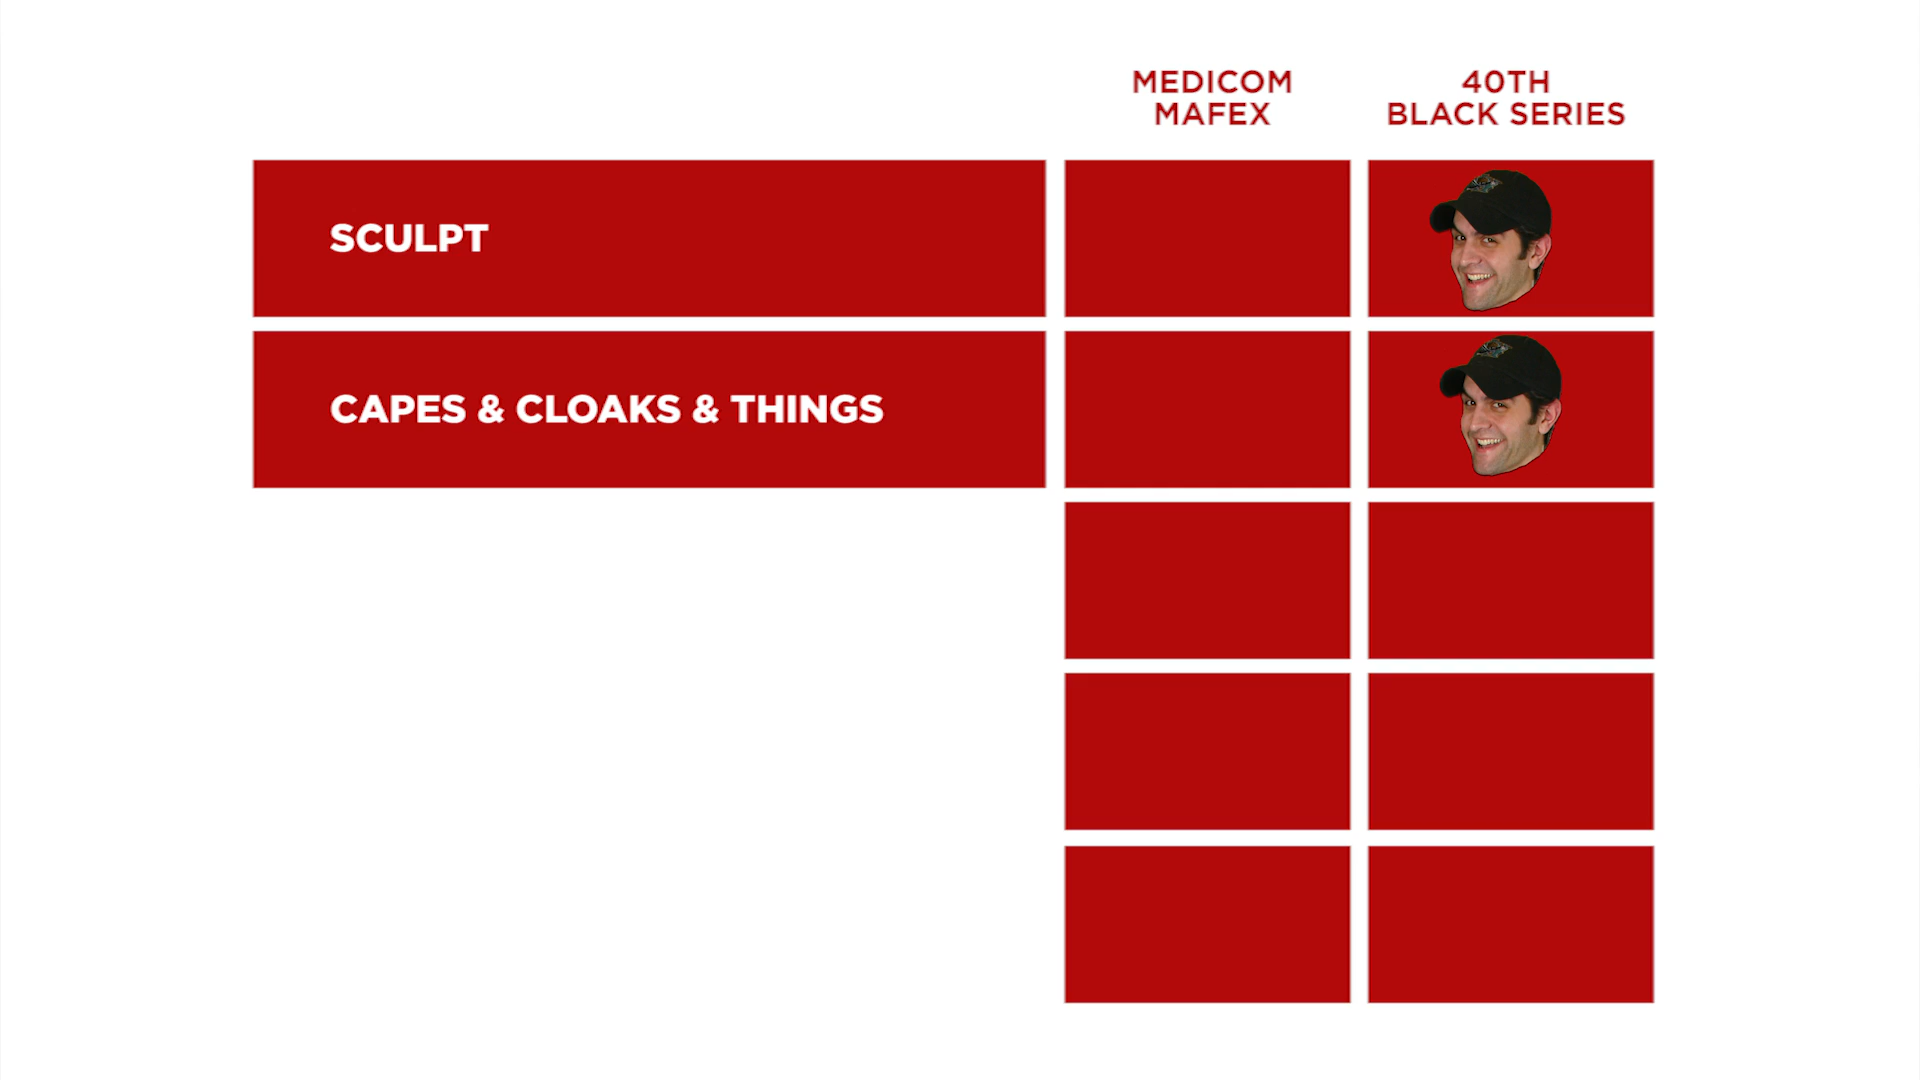 MEDICOM
MAFEX
40TH
BLACK SERIES
SCULPT
CAPES & CLOAKS & THINGS